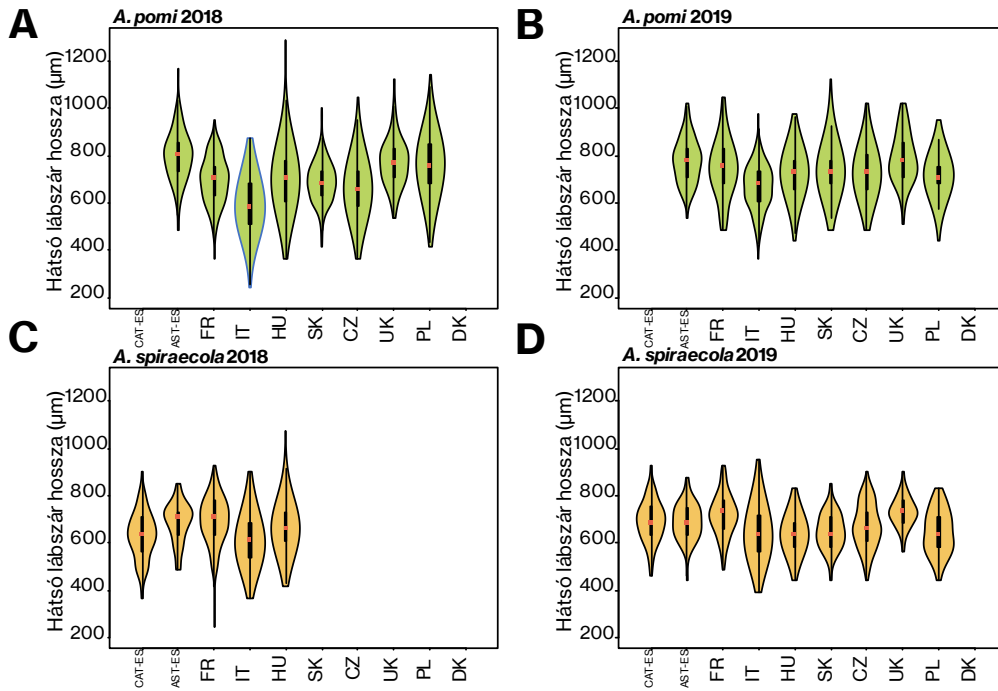 A
A. pomi 2018
Hátsó lábszár hossza (µm)
1200
1000
800
600
400
200
CAT-ES
AST-ES
FR
IT
HU
SK
CZ
UK
PL
DK
B
A. pomi 2019
Hátsó lábszár hossza (µm)
1200
1000
800
600
400
200
CAT-ES
AST-ES
FR
IT
HU
SK
CZ
UK
PL
DK
C
A. spiraecola 2018
Hátsó lábszár hossza (µm)
1200
1000
800
600
400
200
CAT-ES
AST-ES
FR
IT
HU
SK
CZ
UK
PL
DK
D
A. spiraecola 2019
Hátsó lábszár hossza (µm)
1200
1000
800
600
400
200
CAT-ES
AST-ES
FR
IT
HU
SK
CZ
UK
PL
DK